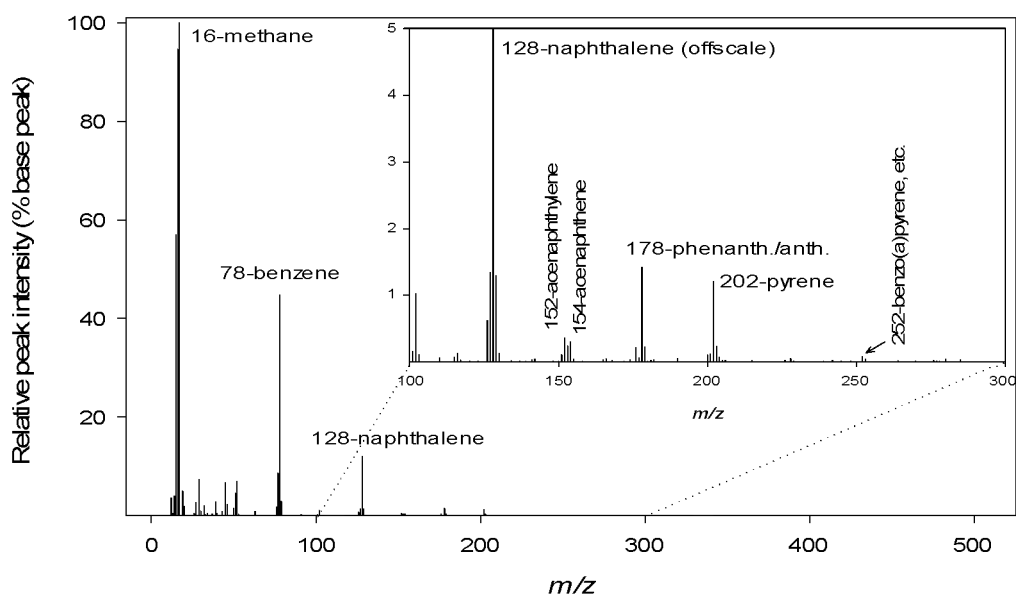 100
80
60
40
20
Relative peak intensity (% base peak)
16-methane
78-benzene
128-naphthalene
0
100
200
300
400
500
m/z
5
4
3
2
1
128-naphthalene (offscale)
152-acenaphthylene
154-acenaphthene
178-phenanth./anth.
202-pyrene
252-benzo(a)pyrene, etc.
100
150
200
250
300
m/z